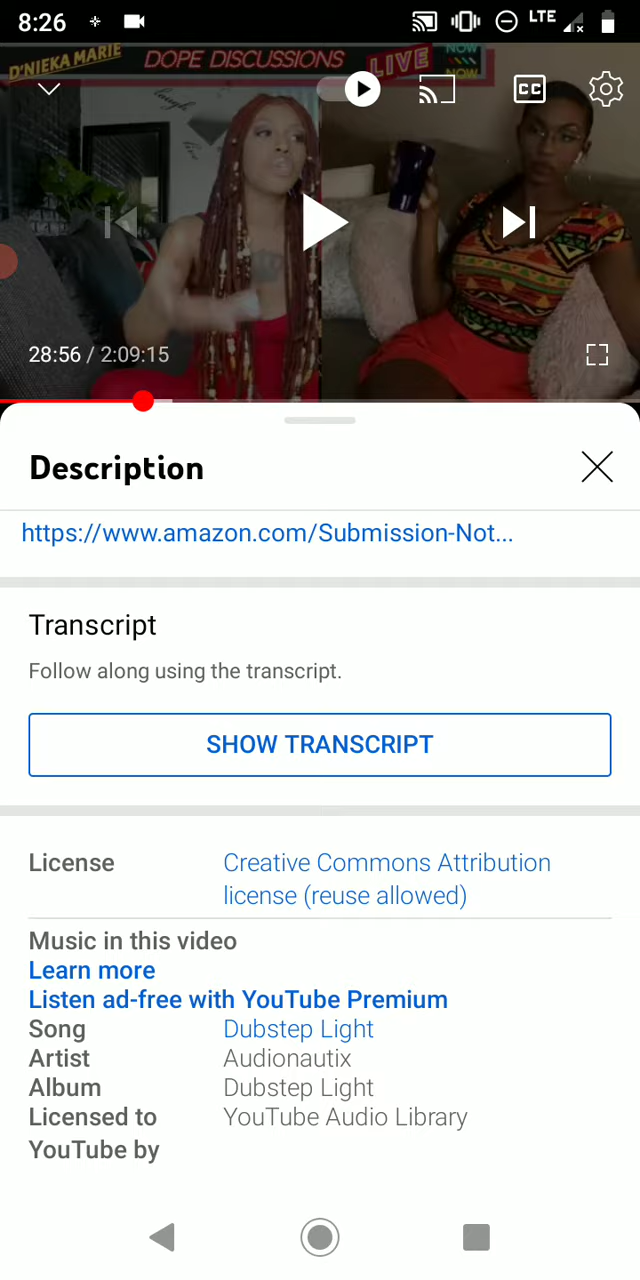 8:26
LTE
D'NIEKA MARIE
DOPE DISCUSSIONS
LIVE
NOW
NOW
laugh
CC
28:56 / 2:09:15
Description
https://www.amazon.com/Submission-Not...
Transcript
Follow along using the transcript.
SHOW TRANSCRIPT
License Creative Commons Attribution
license (reuse allowed)
Music in this video
Learn more
Listen ad-free with YouTube Premium
Song Dubstep Light
Artist Audionautix
Album Dubstep Light
Licensed to YouTube Audio Library
YouTube by